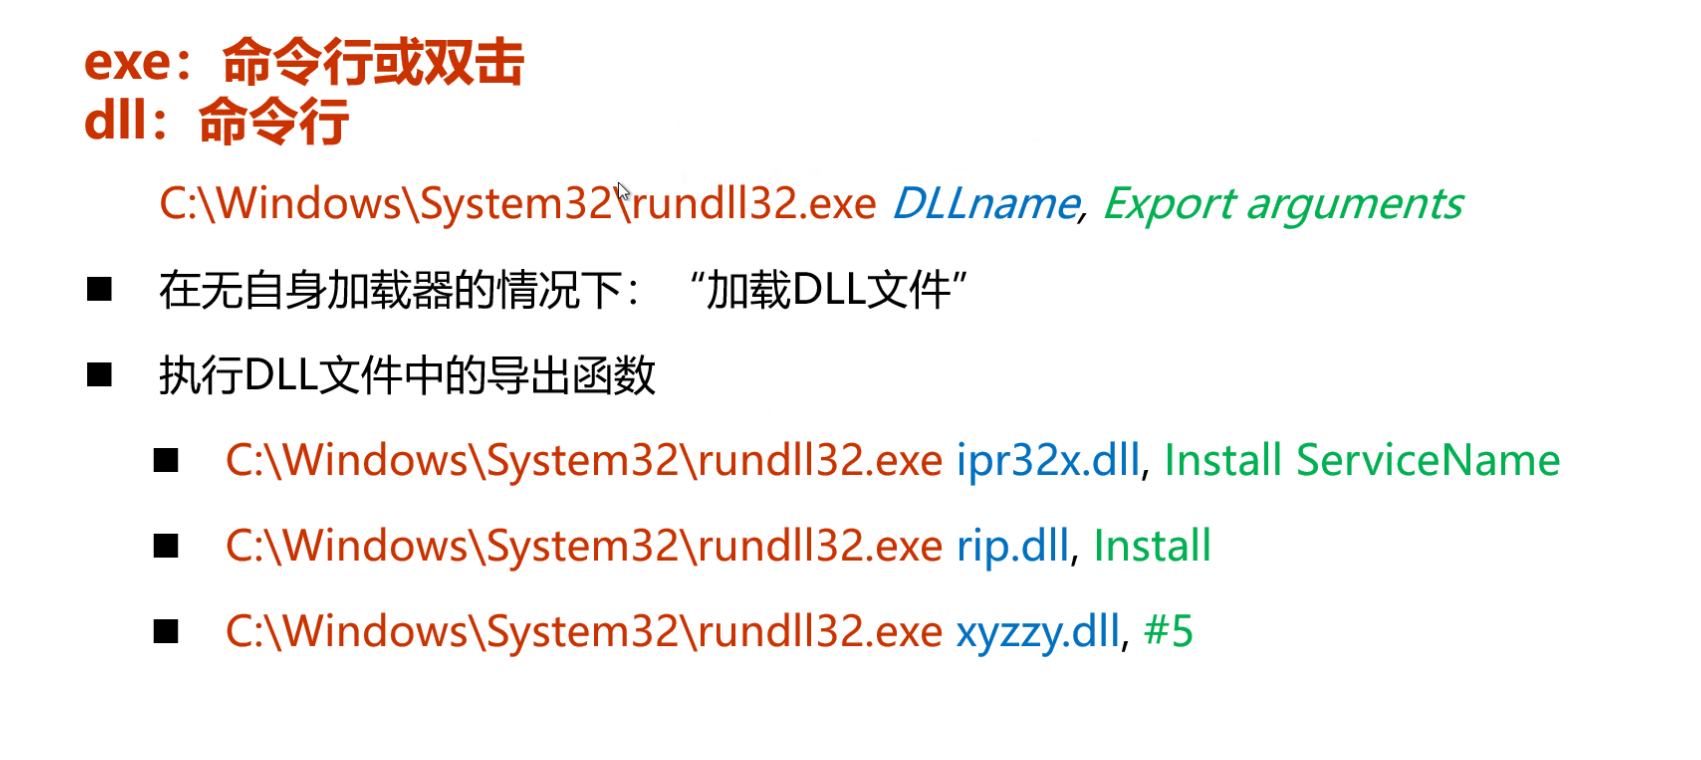 exe：命令行或双击
dll：命令行
C:\Windows\System32\rundll32.exe DLLname, Export arguments
■ 在无自身加载器的情况下：“加载DLL文件”
■ 执行DLL文件中的导出函数
■ C:\Windows\System32\rundll32.exe ipr32x.dll, Install ServiceName
■ C:\Windows\System32\rundll32.exe rip.dll, Install
■ C:\Windows\System32\rundll32.exe xyzzy.dll, #5